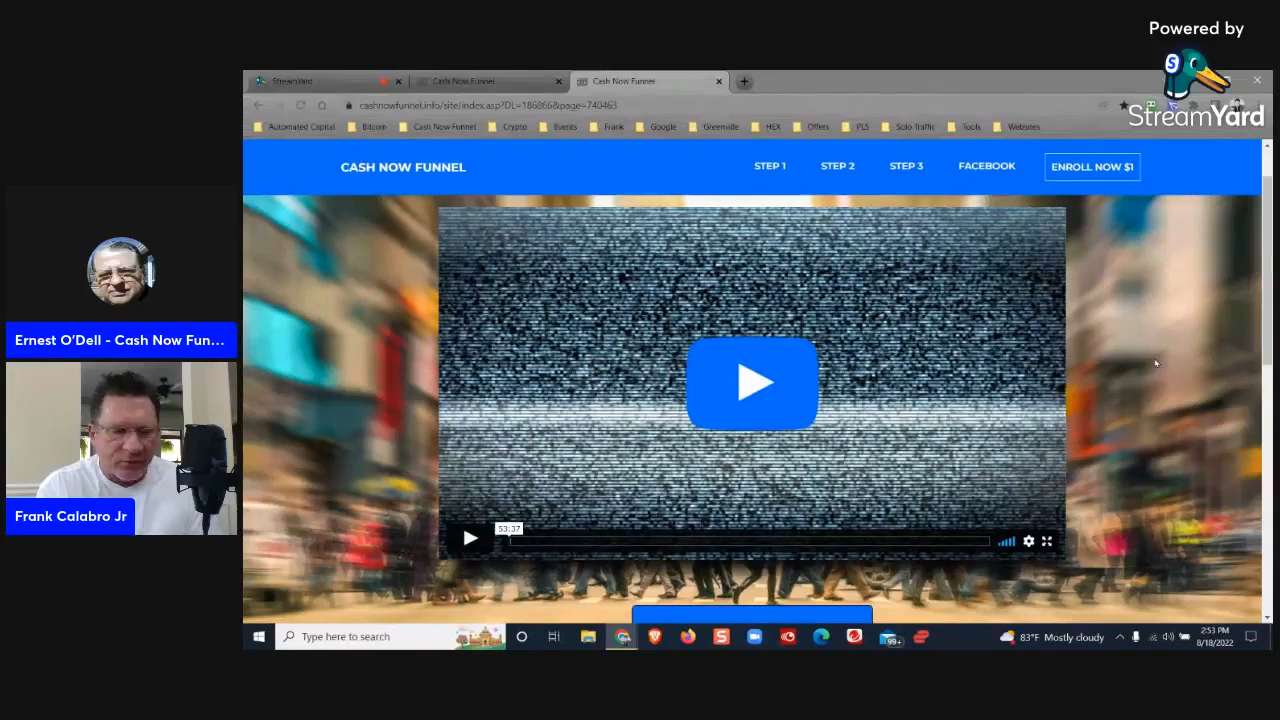 Powered by
StreamYard
StreamYard
Cash Now Funnel
Cash Now Funnel
cashnowfunnel.info/site/index.asp?DL=186866&page=740463
Automated Capital
Bitcoin
Cash Now Funnel
Crypto
Events
Frank
Google
Greenville
HEX
Offers
PLS
Solo Traffic
Tools
Websites
CASH NOW FUNNEL
STEP 1
STEP 2
STEP 3
FACEBOOK
ENROLL NOW $1
53:37
Ernest O'Dell - Cash Now Fun...
Frank Calabro Jr
Type here to search
99+
83°F Mostly cloudy
2:53 PM
8/18/2022